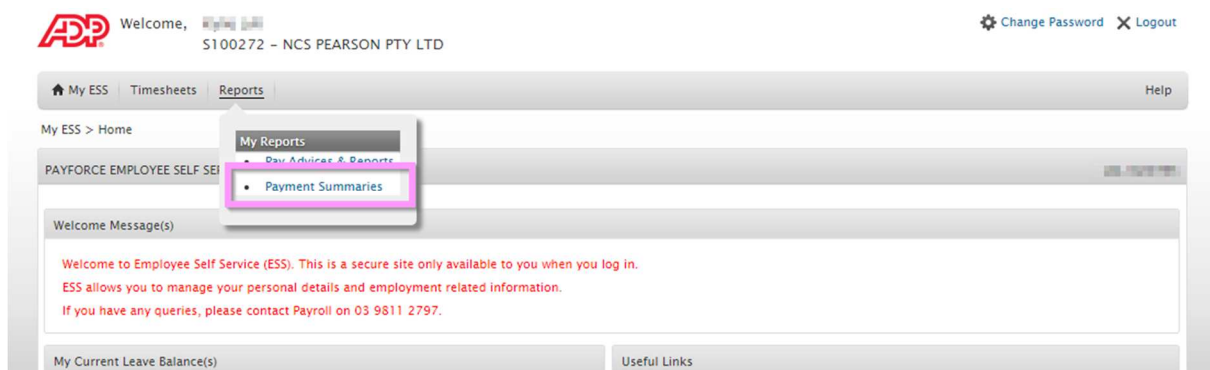 ADP
Welcome,
S100272 – NCS PEARSON PTY LTD
Change Password Logout
My ESS Timesheets Reports Help
My ESS > Home
My Reports
• Pay Advices & Reports
• Payment Summaries
PAYFORCE EMPLOYEE SELF
Welcome Message(s)
Welcome to Employee Self Service (ESS). This is a secure site only available to you when you log in.
ESS allows you to manage your personal details and employment related information.
If you have any queries, please contact Payroll on 03 9811 2797.
My Current Leave Balance(s) Useful Links